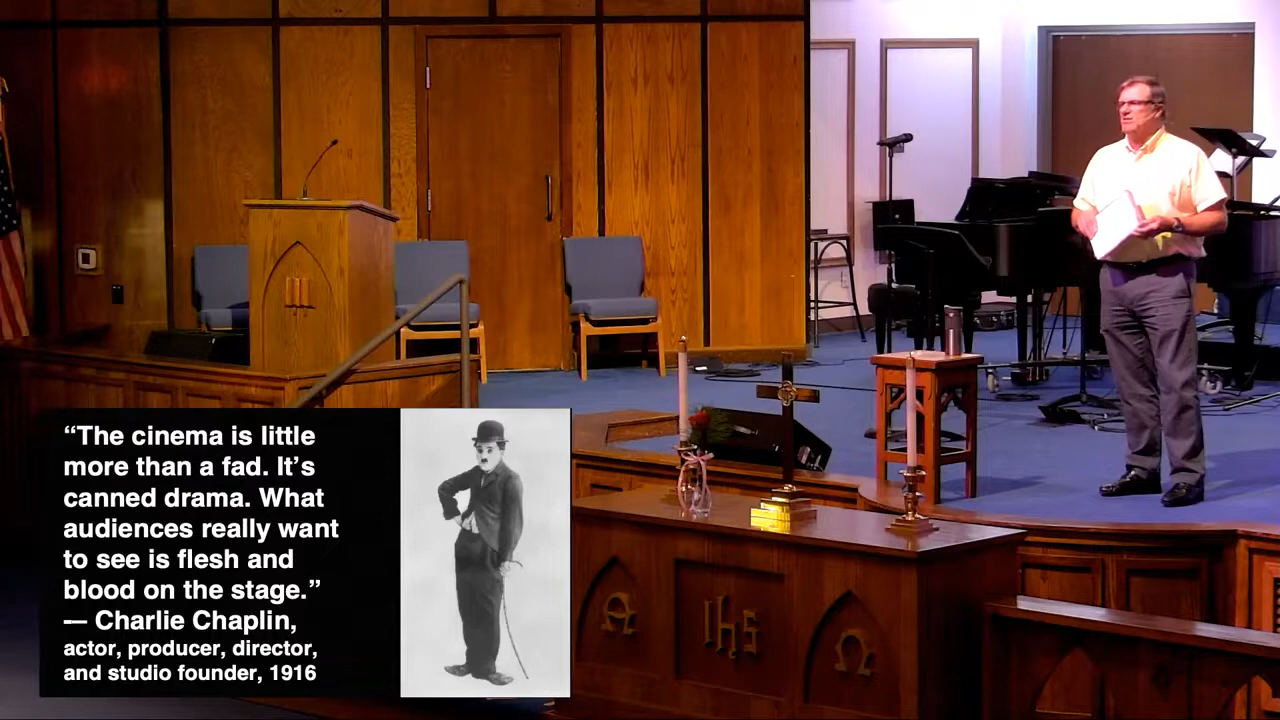 “The cinema is little
more than a fad. It’s
canned drama. What
audiences really want
to see is flesh and
blood on the stage.”
— Charlie Chaplin,
actor, producer, director,
and studio founder, 1916
Α IHS Ω